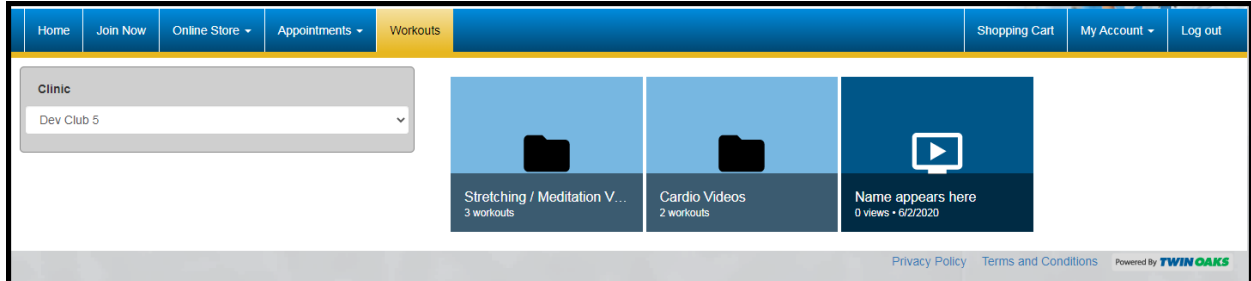 Home Join Now Online Store Appointments Workouts Shopping Cart My Account Log out
Clinic
Dev Club 5
Stretching / Meditation V...
3 workouts
Cardio Videos
2 workouts
Name appears here
0 views • 6/2/2020
Privacy Policy Terms and Conditions Powered By TWIN OAKS